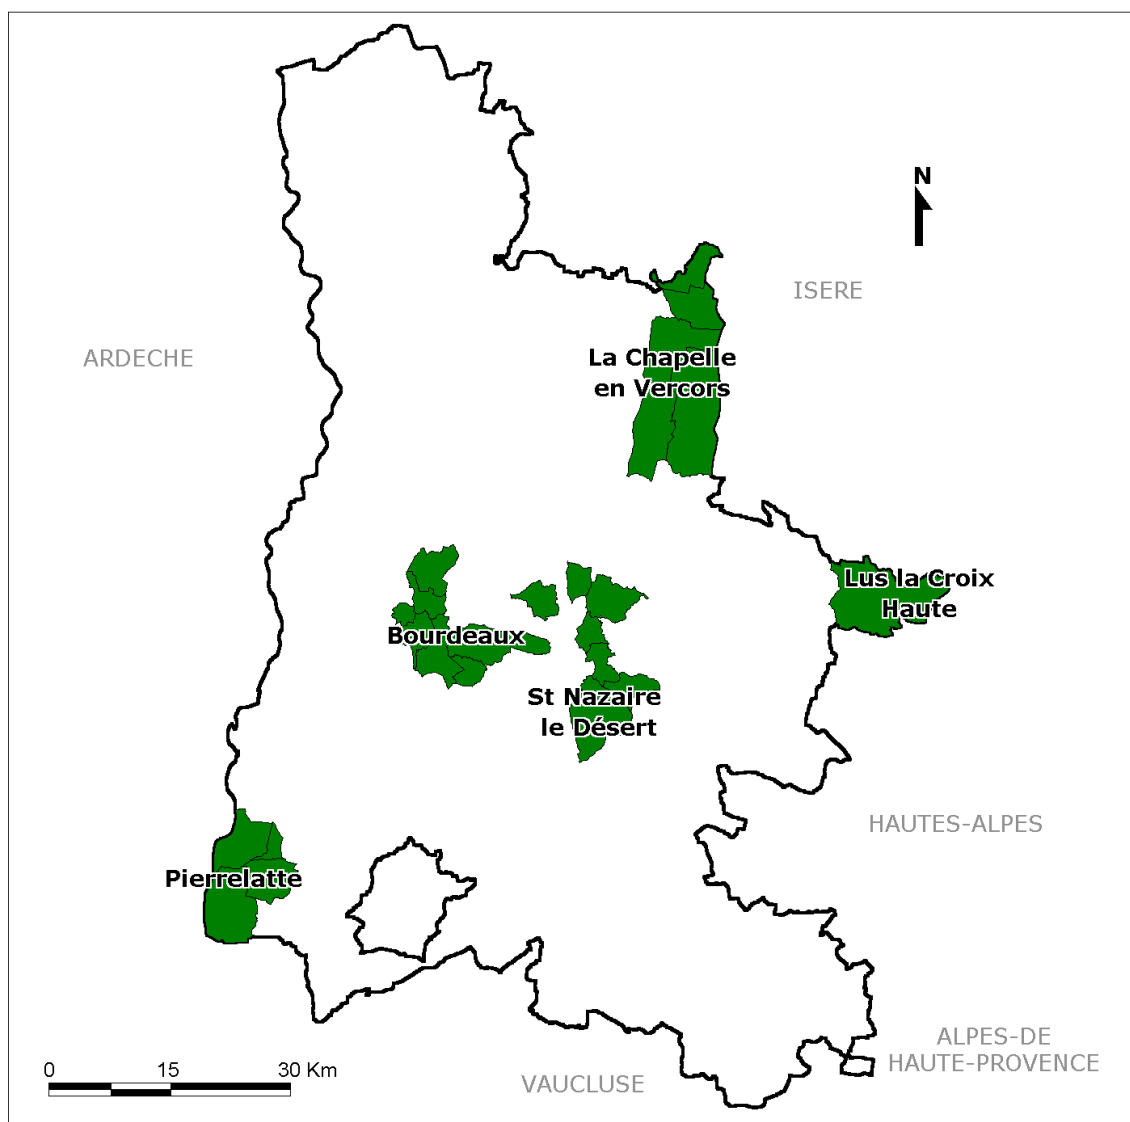 N
ISERE
ARDECHE
La Chapelle
en Vercors
Lus la Croix
Haute
Bourdeaux
St Nazaire
le Désert
HAUTES-ALPES
Pierrelatte
ALPES-DE
HAUTE-PROVENCE
VAUCLUSE
0 15 30 Km